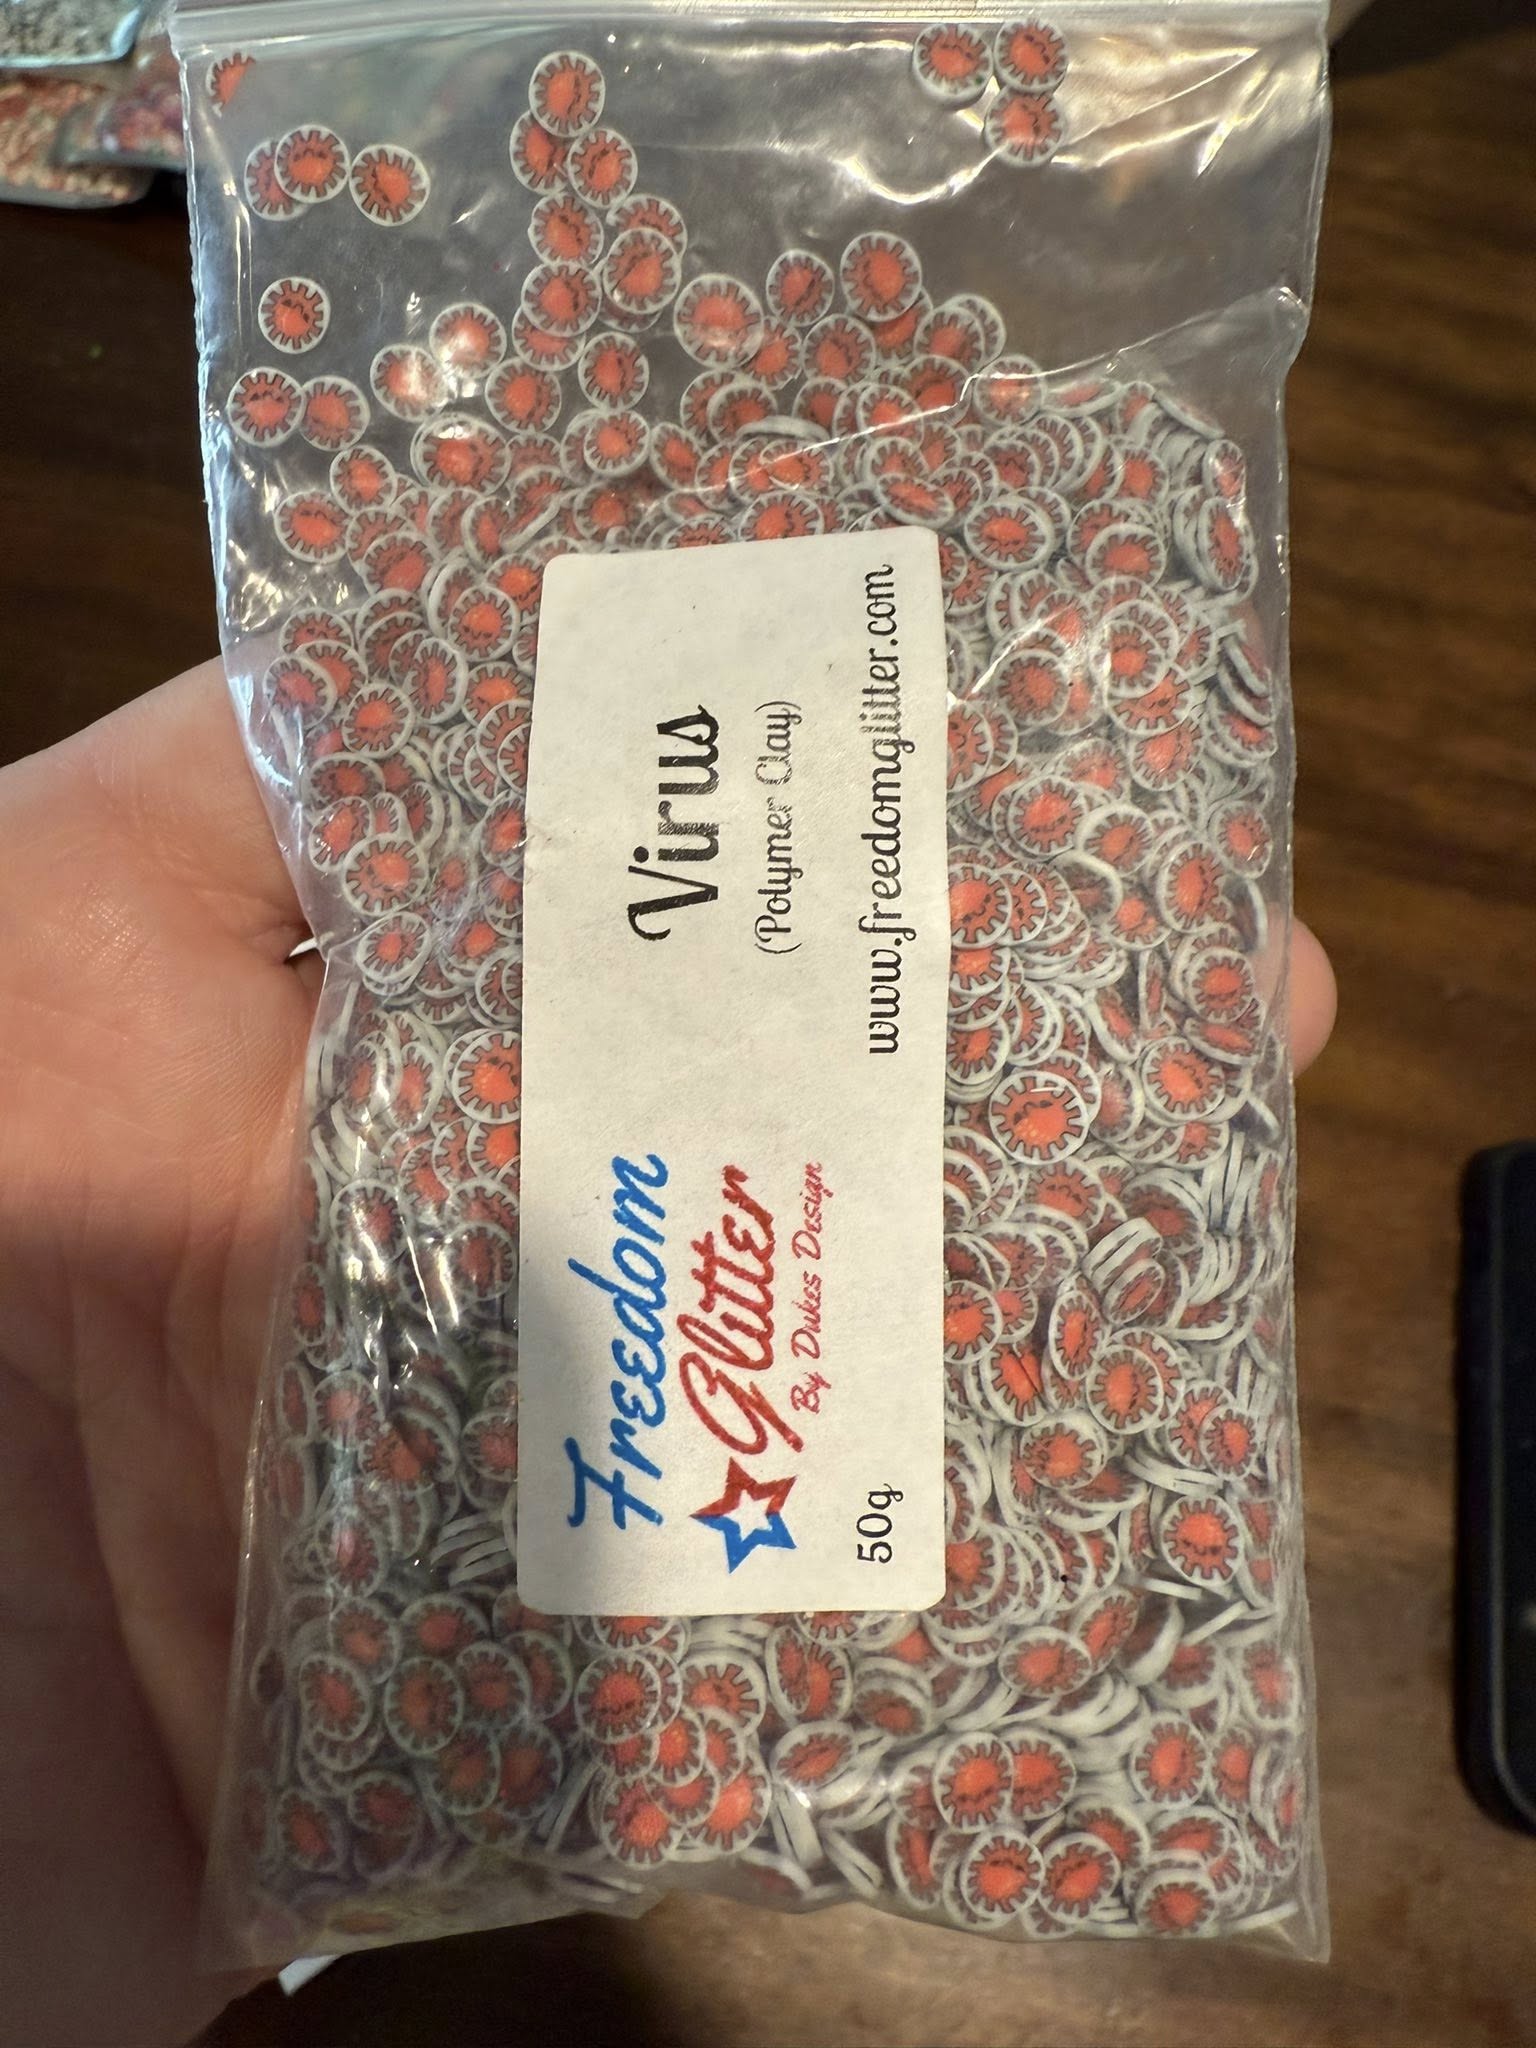 Freedom
Glitter
By Dukes Design
50g
Virus
(Polymer Clay)
www.freedomglitter.com